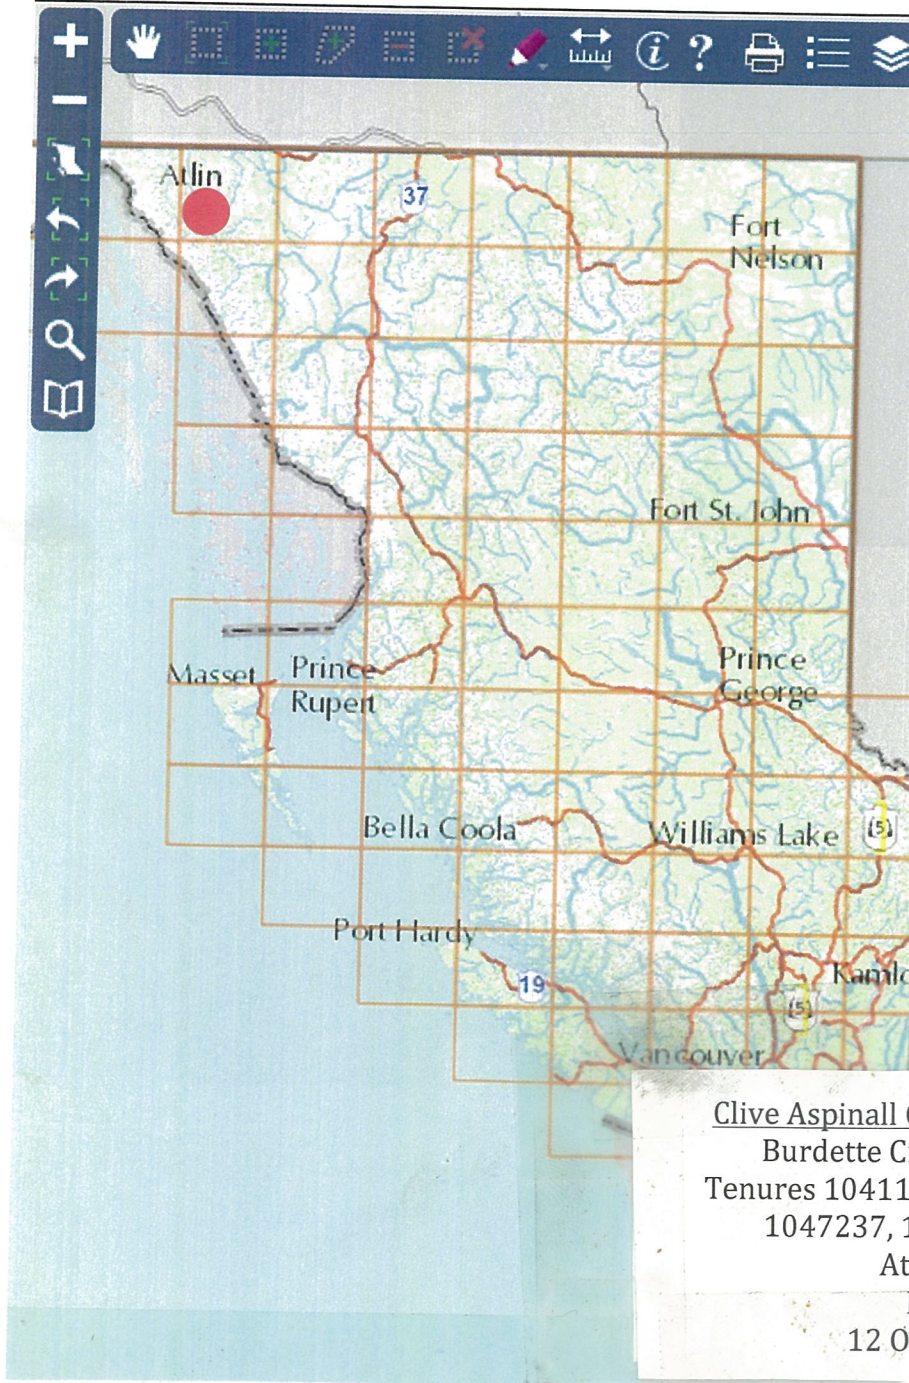 Atlin
37
Fort
Nelson
Fort St. John
Prince
George
Masset
Prince
Rupert
Bella Coola
Williams Lake
5
Port Hardy
19
Kamlo
5
Vancouver
Clive Aspinall
Burdette C
Tenures 10411
1047237, 1
At
12 O